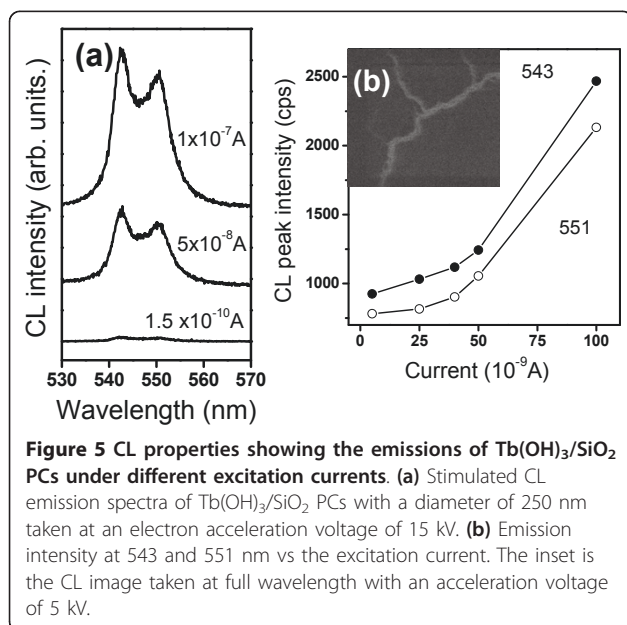 (a)
1x10⁻⁷A
5x10⁻⁸A
1.5 x10⁻¹⁰A
CL intensity (arb. units.)
530 540 550 560 570
Wavelength (nm)
(b)
543
551
2500
2250
2000
1750
1500
1250
1000
750
CL peak intensity (cps)
0 25 50 75 100
Current (10⁻⁹A)
Figure 5 CL properties showing the emissions of Tb(OH)₃/SiO₂
PCs under different excitation currents. (a) Stimulated CL
emission spectra of Tb(OH)₃/SiO₂ PCs with a diameter of 250 nm
taken at an electron acceleration voltage of 15 kV. (b) Emission
intensity at 543 and 551 nm vs the excitation current. The inset is
the CL image taken at full wavelength with an acceleration voltage
of 5 kV.